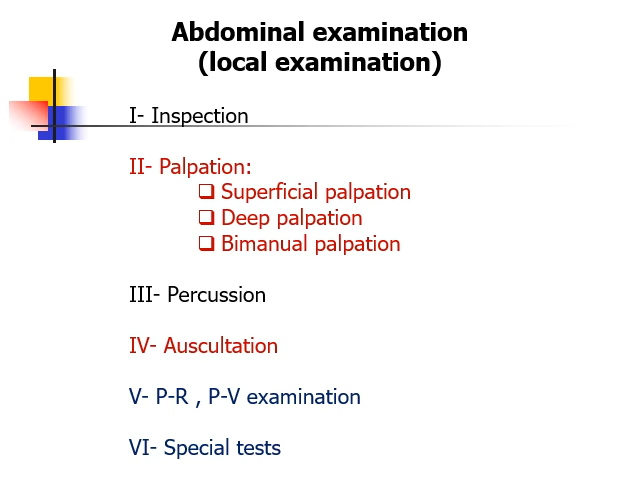 Abdominal examination
(local examination)
I- Inspection
II- Palpation:
❑ Superficial palpation
❑ Deep palpation
❑ Bimanual palpation
III- Percussion
IV- Auscultation
V- P-R , P-V examination
VI- Special tests